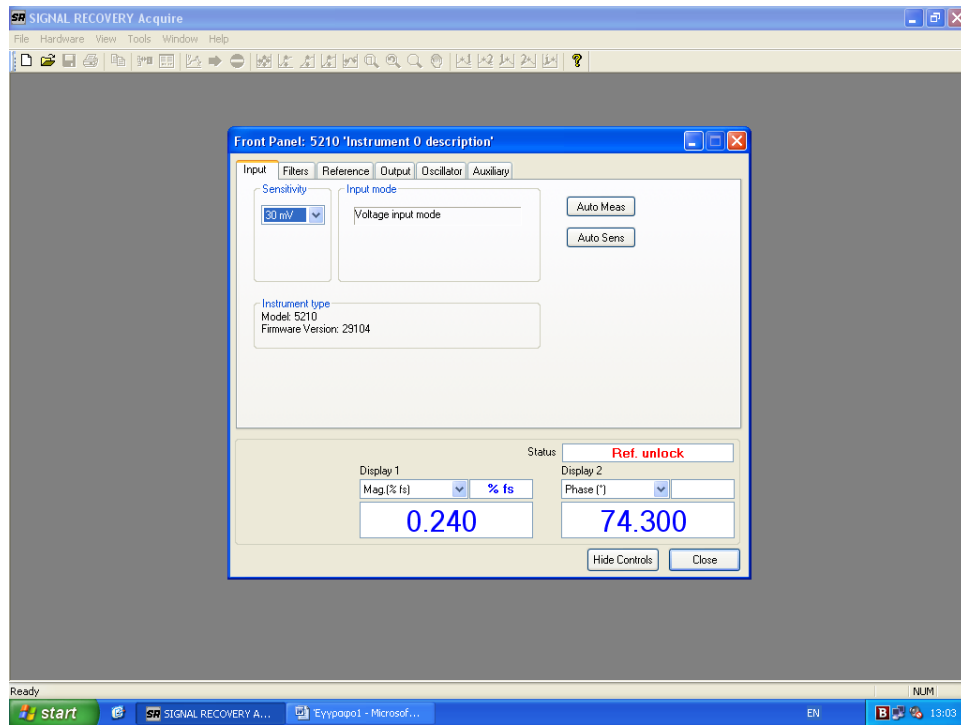 SR SIGNAL RECOVERY Acquire
File Hardware View Tools Window Help
Front Panel: 5210 'Instrument 0 description'
Input Filters Reference Output Oscillator Auxiliary
Sensitivity Input mode
30 mV Voltage input mode
Auto Meas
Auto Sens
Instrument type
Model: 5210
Firmware Version: 29104
Status Ref. unlock
Display 1 Display 2
Mag.(% fs) % fs Phase (°)
0.240 74.300
Hide Controls Close
Ready NUM
start SR SIGNAL RECOVERY A... Έγγραφο1 - Microsof... EN B 13:03